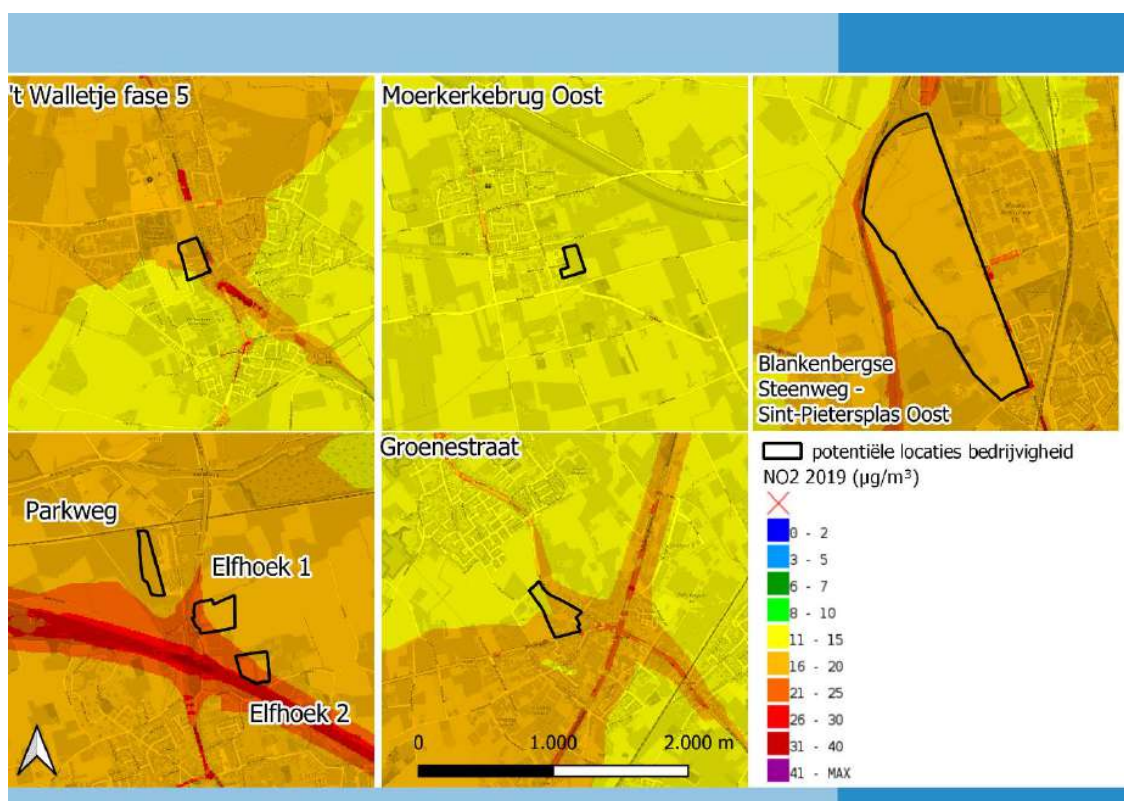 't Walletje fase 5
Moerkerkebrug Oost
Blankenbergse
Steenweg -
Sint-Pietersplas Oost
Parkweg
Elfhoek 1
Elfhoek 2
Groenestraat
0 1.000 2.000 m
potentiële locaties bedrijvigheid
NO2 2019 (µg/m³)
0 - 2
3 - 5
6 - 7
8 - 10
11 - 15
16 - 20
21 - 25
26 - 30
31 - 40
41 - MAX